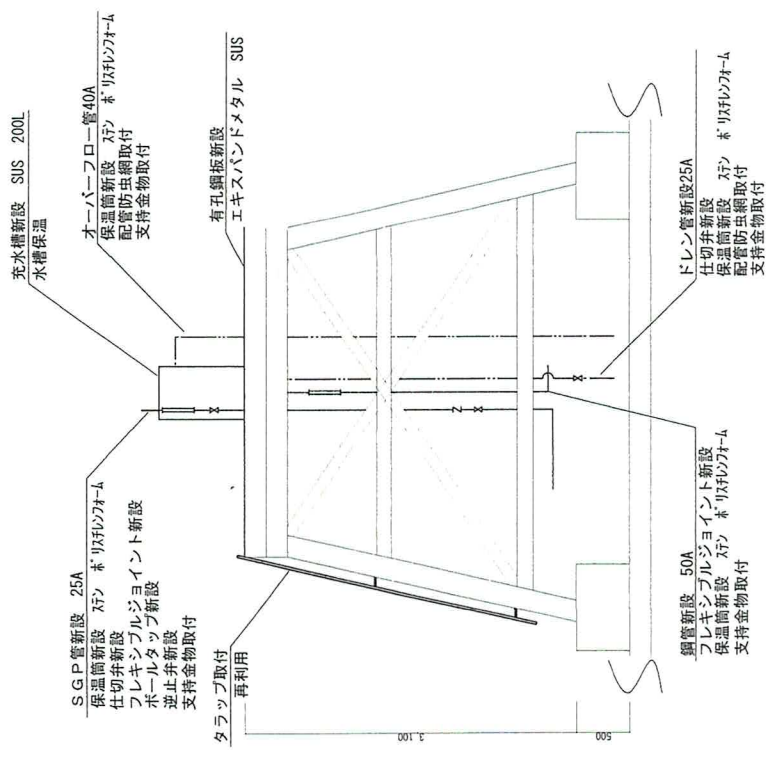 充水槽新設 SUS 200L
水槽保温
オーバーフロー管40A
保温筒新設 ステン ポリスチレンフォーム
配管防虫網取付
支持金物取付
有孔鋼板新設
エキスパンドメタル SUS
SGP管新設 25A
保温筒新設 ステン ポリスチレンフォーム
仕切弁新設
フレキシブルジョイント新設
ボールタップ新設
逆止弁新設
支持金物取付
タラップ取付
再利用
3,100
500
鋼管新設 50A
フレキシブルジョイント新設
保温筒新設 ステン ポリスチレンフォーム
支持金物取付
ドレン管新設25A
仕切弁新設
保温筒新設 ステン ポリスチレンフォーム
配管防虫網取付
支持金物取付